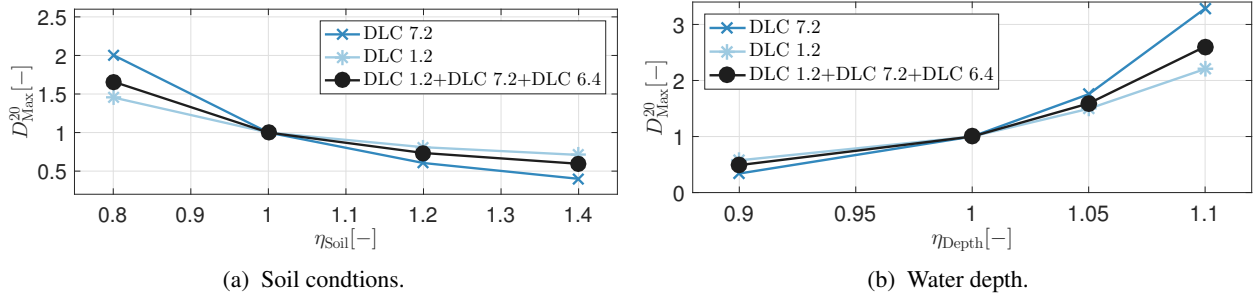 2.5
2
1.5
1
0.5
D^{20}_{Max}[−]
DLC 7.2
DLC 1.2
DLC 1.2+DLC 7.2+DLC 6.4
0.8 0.9 1 1.1 1.2 1.3 1.4
η_{Soil}[−]
(a) Soil condtions.
3
2
1
0
D^{20}_{Max}[−]
DLC 7.2
DLC 1.2
DLC 1.2+DLC 7.2+DLC 6.4
0.9 0.95 1 1.05 1.1
η_{Depth}[−]
(b) Water depth.